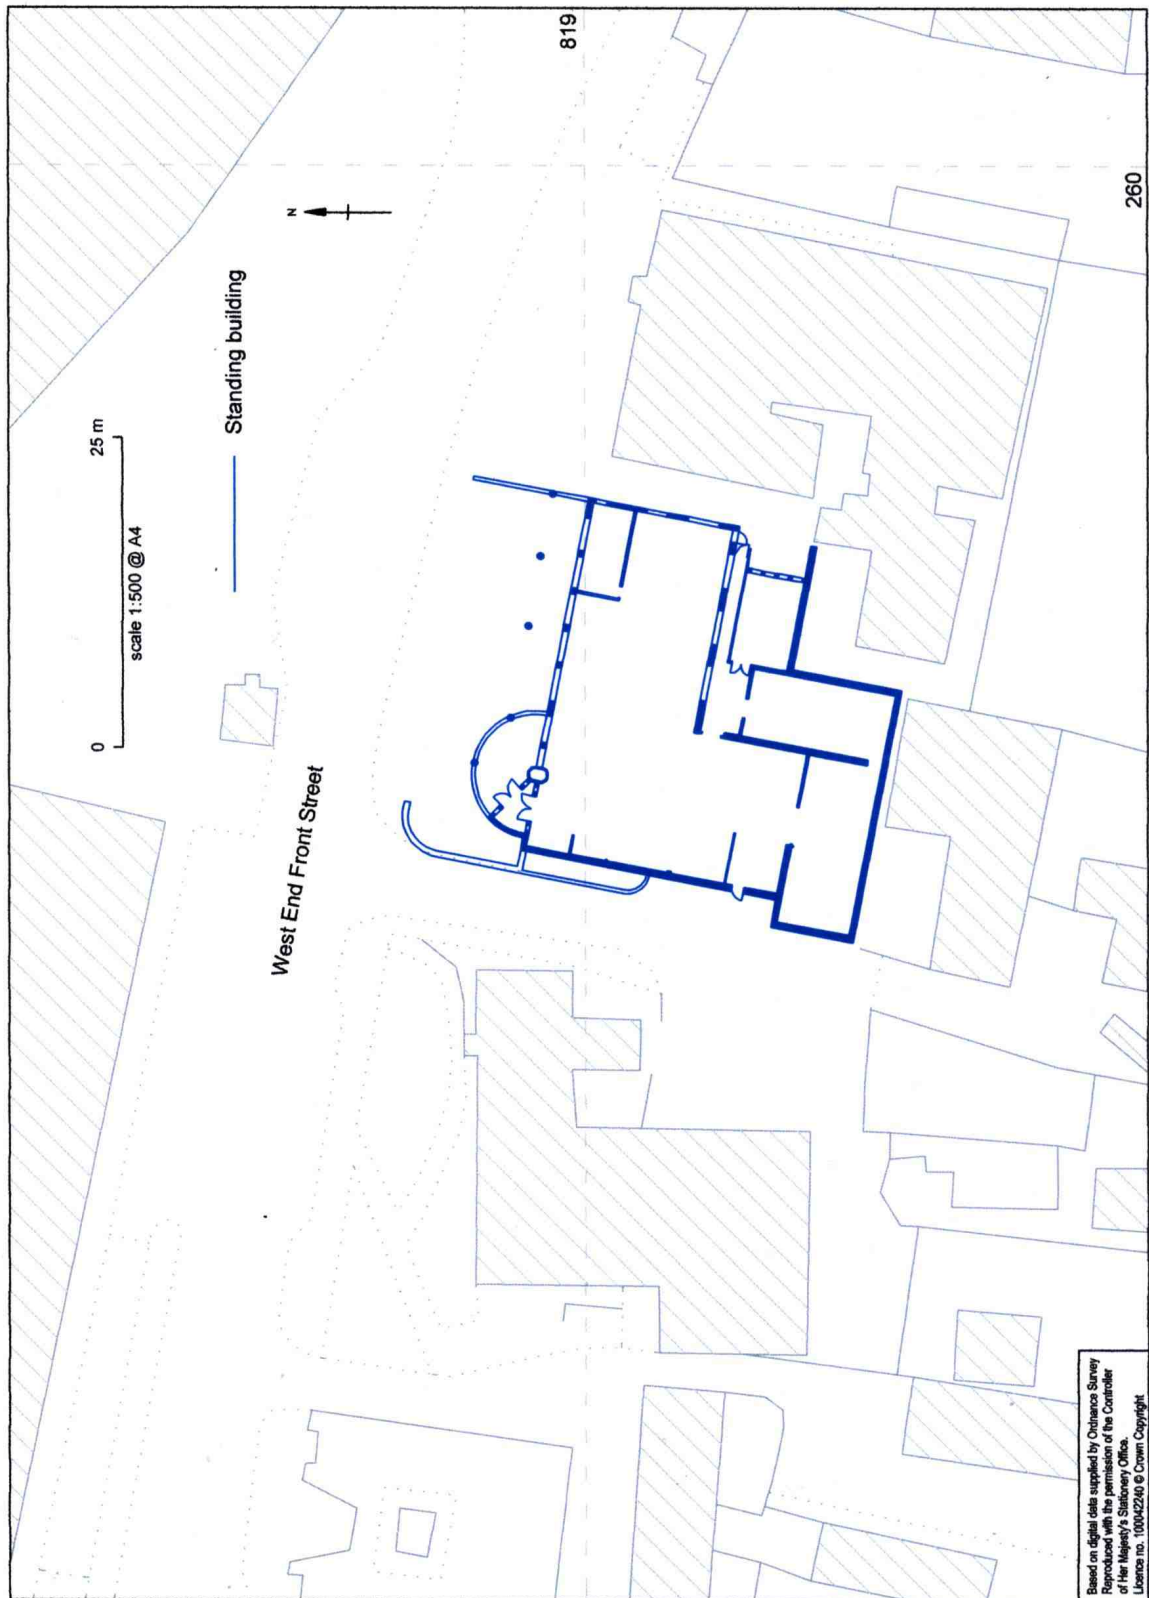 819
260
N
0
25 m
scale 1:500 @ A4
Standing building
West End Front Street
Based on digital data supplied by Ordnance Survey
Reproduced with the permission of the Controller
of Her Majesty's Stationery Office.
Licence no. 100042240 © Crown Copyright